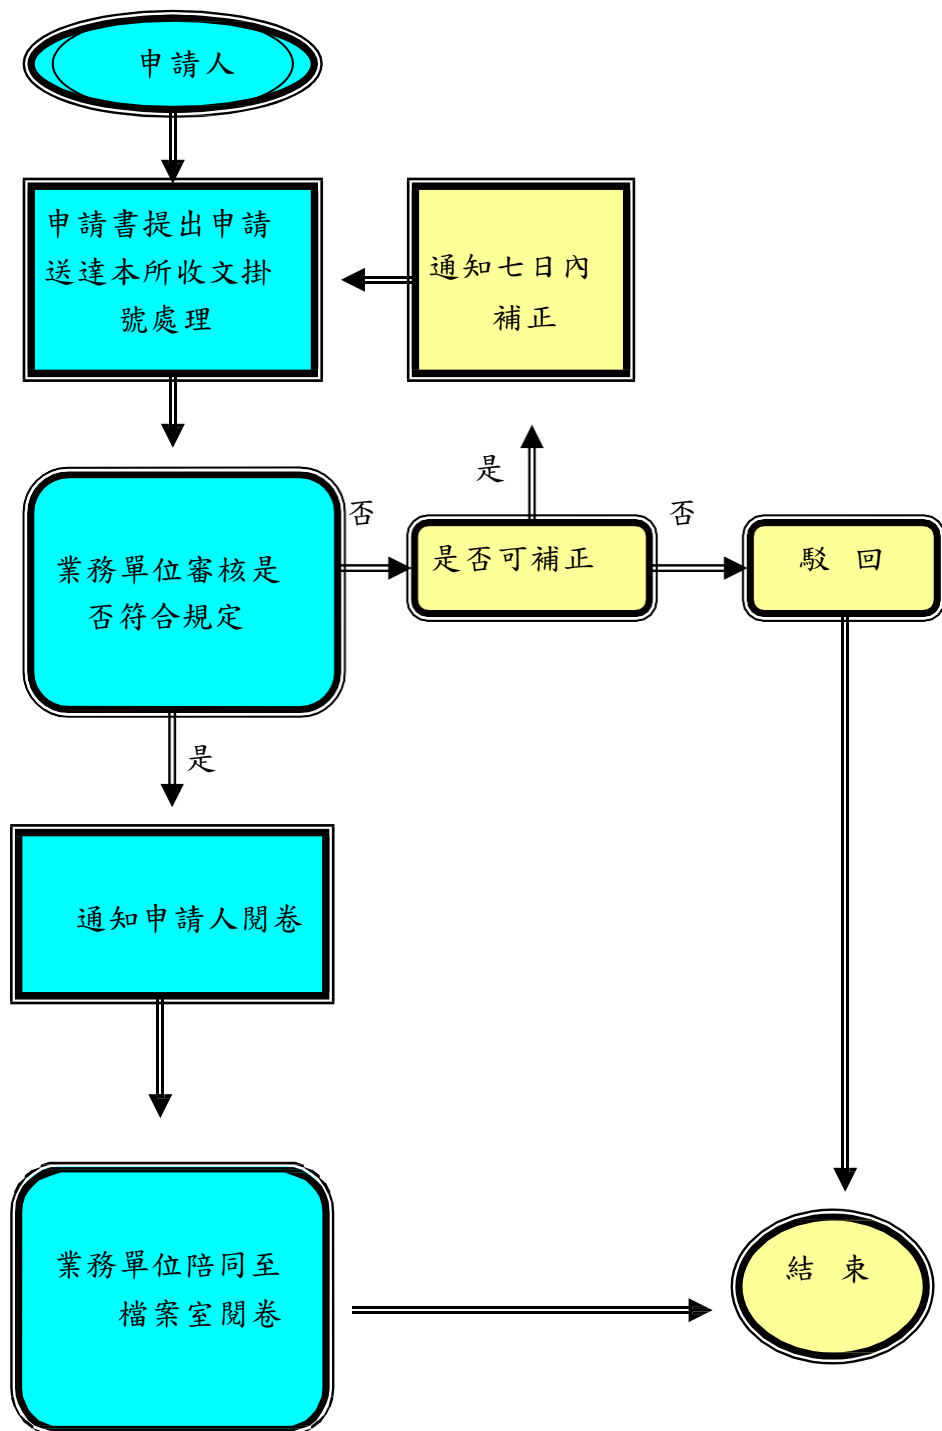 申請人
申請書提出申請
送達本所收文掛
號處理
通知七日內
補正
是
否
否
業務單位審核是
否符合規定
是否可補正
駁 回
是
通知申請人閱卷
業務單位陪同至
檔案室閱卷
結 束